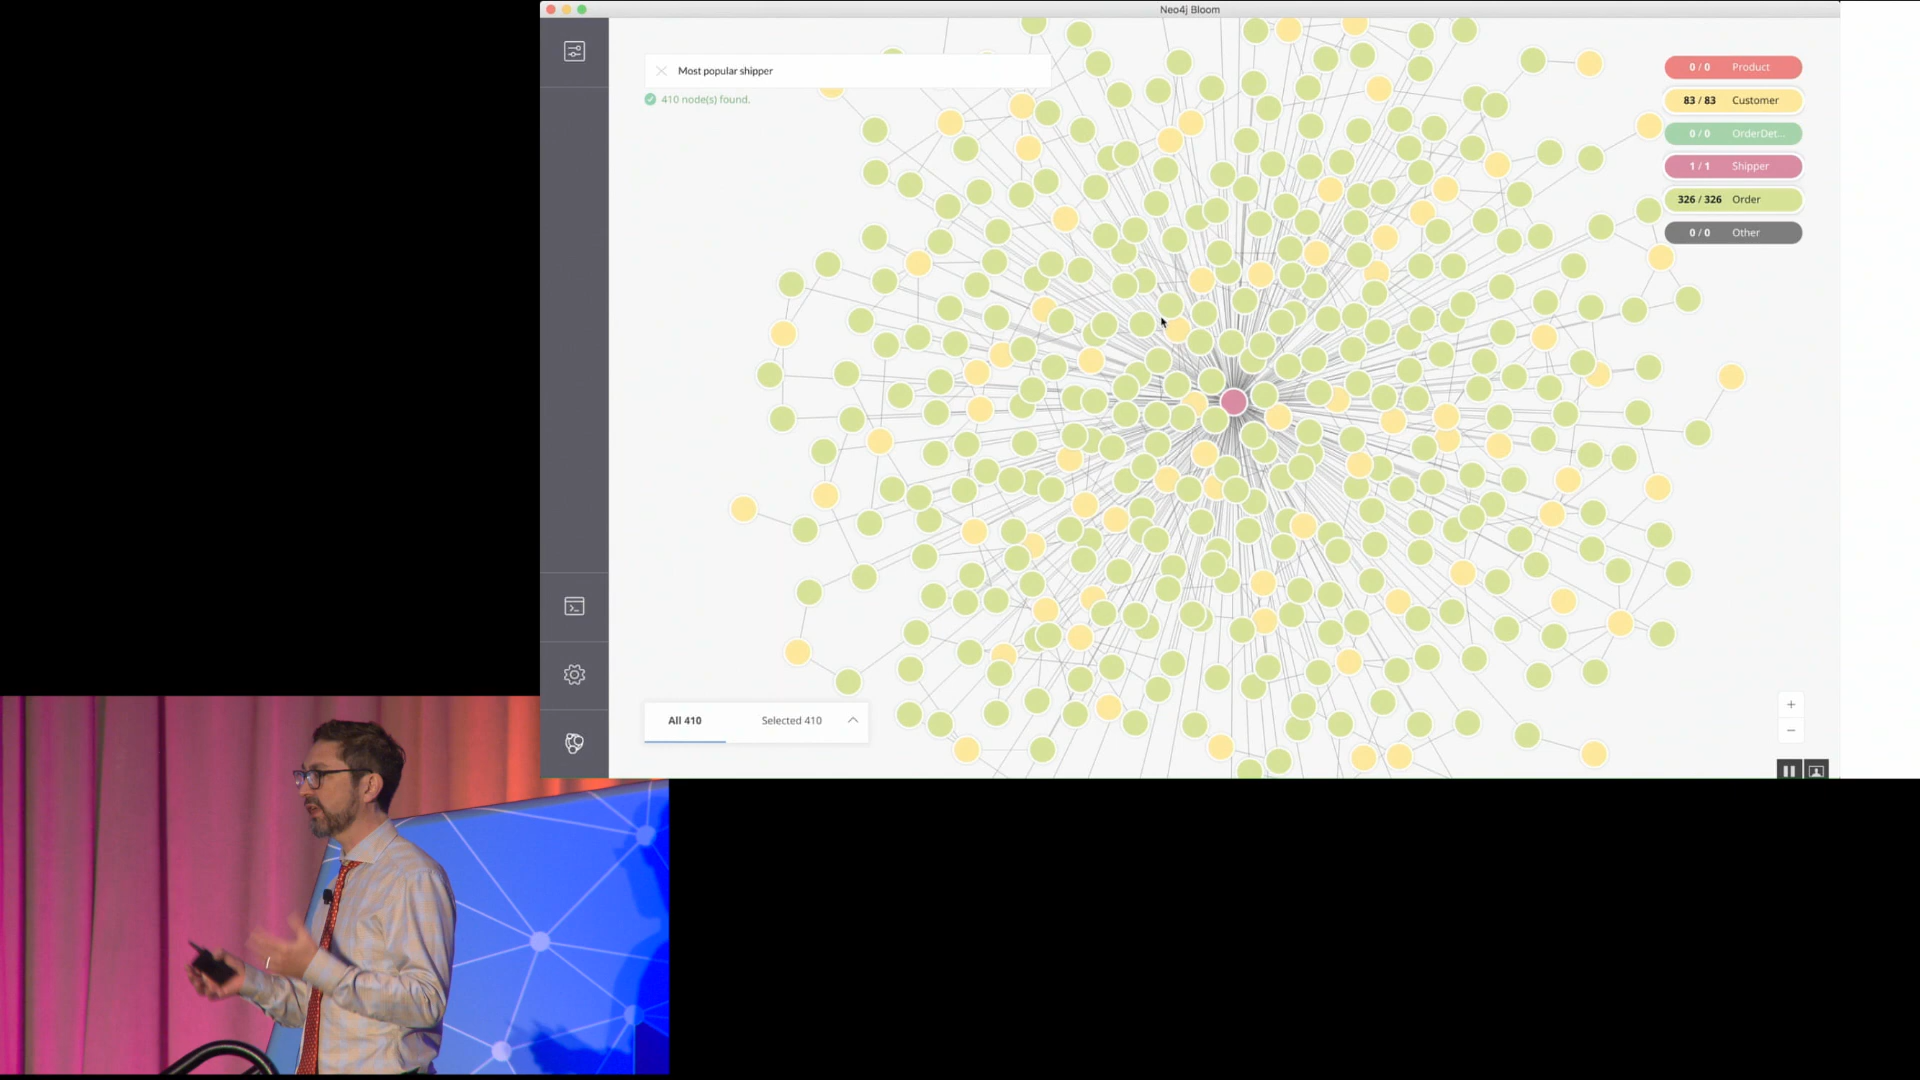 Neo4j Bloom
Most popular shipper
410 node(s) found.
0 / 0 Product
83 / 83 Customer
0 / 0 OrderDet...
1 / 1 Shipper
326 / 326 Order
0 / 0 Other
All 410
Selected 410